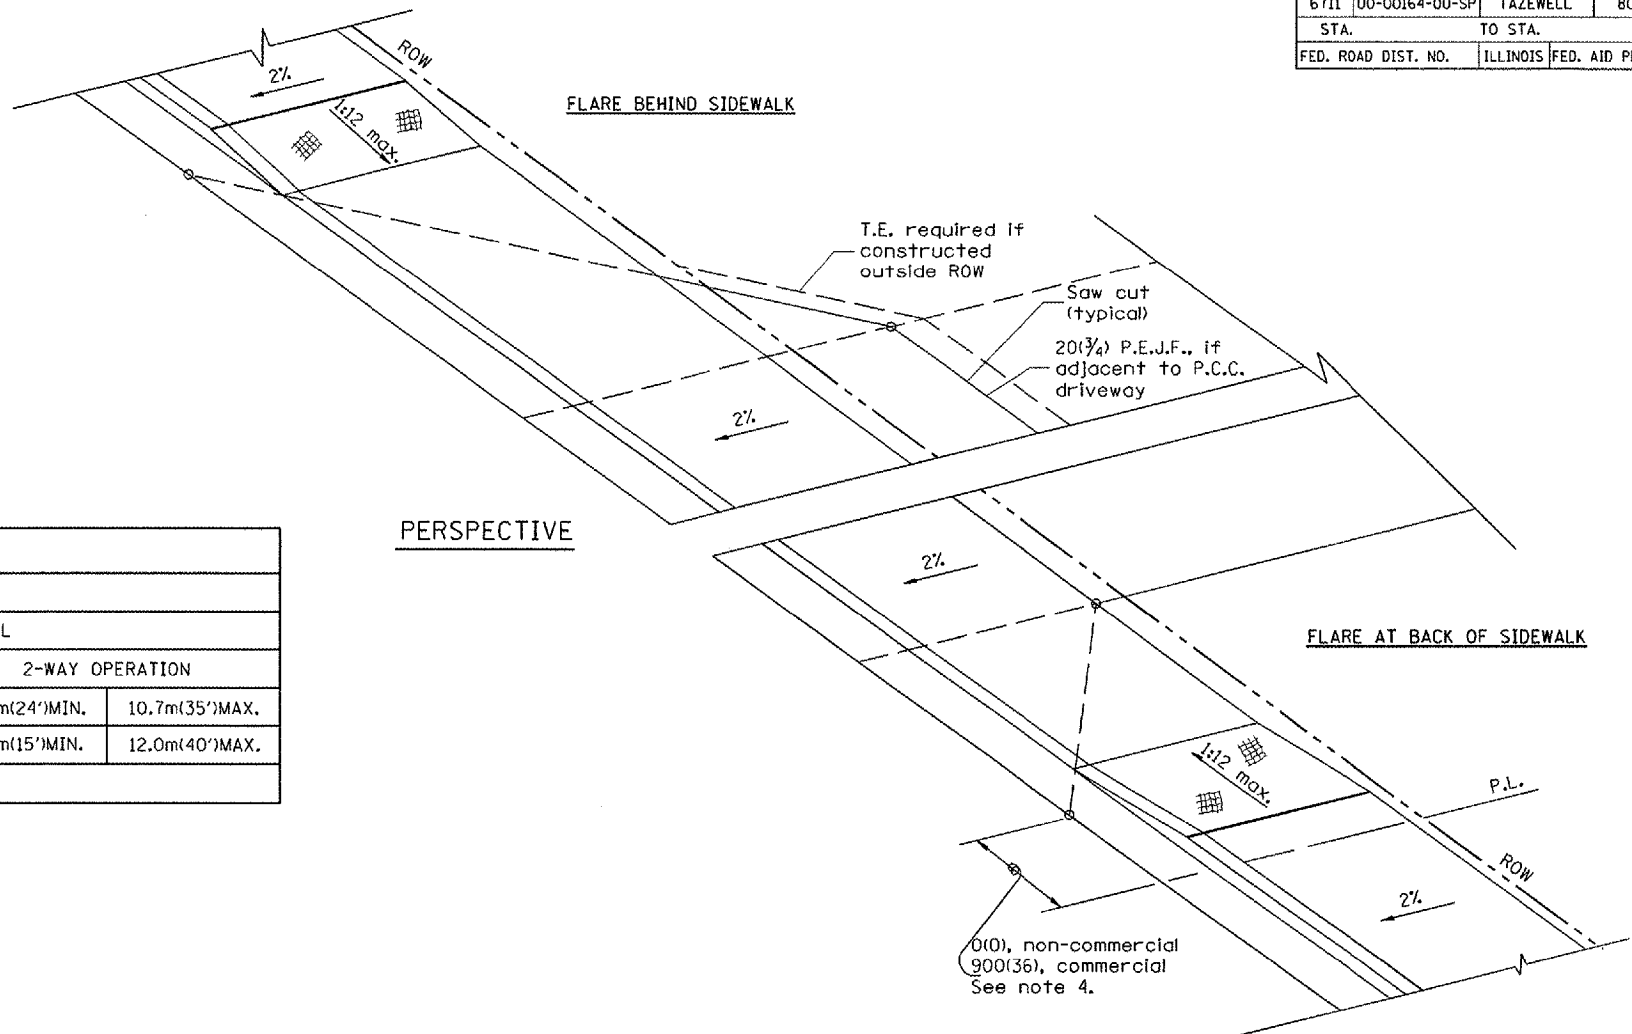 6711 00-00164-00-SP TAZEWELL
STA. TO STA.
FED. ROAD DIST. NO. ILLINOIS FED. AID
ROW
2%
1:12 max.
FLARE BEHIND SIDEWALK
T.E. required if
constructed
outside ROW
Saw cut
(typical)
20(3/4) P.E.J.F., if
adjacent to P.C.C.
driveway
2%
PERSPECTIVE
2%
FLARE AT BACK OF SIDEWALK
L
2-WAY OPERATION
m(24')MIN. 10.7m(35')MAX.
m(15')MIN. 12.0m(40')MAX.
1:12 max.
P.L.
ROW
2%
0(0), non-commercial
900(36), commercial
See note 4.